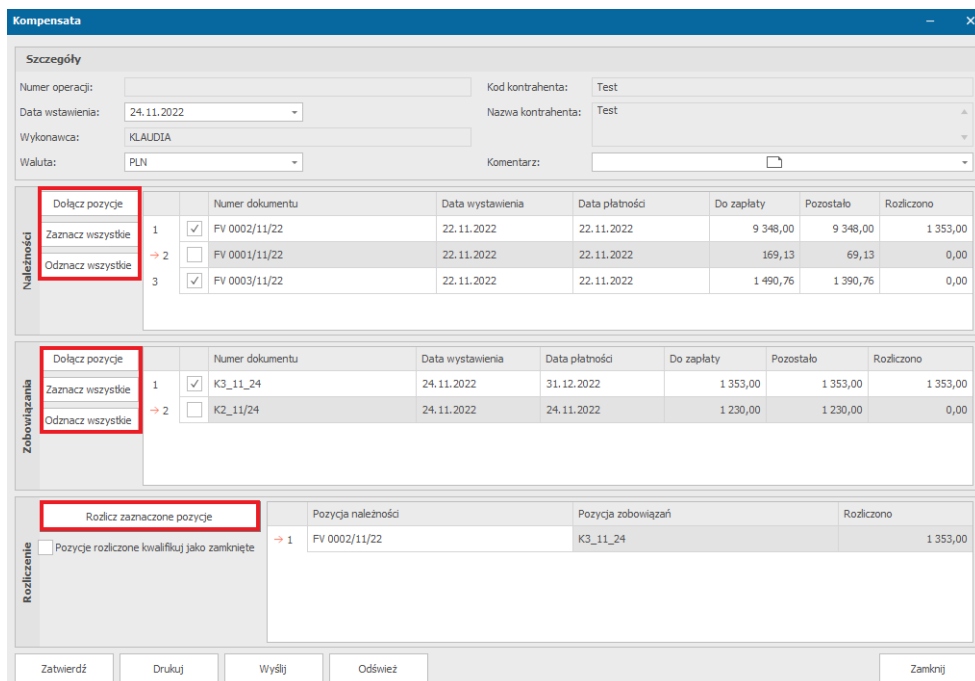 Kompensata
Szczegóły
Numer operacji:
Kod kontrahenta: Test
Data wstawienia: 24.11.2022
Nazwa kontrahenta: Test
Wykonawca: KLAUDIA
Waluta: PLN
Komentarz:
Należności
Dołącz pozycje
Zaznacz wszystkie
Odznacz wszystkie
Numer dokumentu Data wystawienia Data płatności Do zapłaty Pozostało Rozliczono
1 FV 0002/11/22 22.11.2022 22.11.2022 9 348,00 9 348,00 1 353,00
2 FV 0001/11/22 22.11.2022 22.11.2022 169,13 69,13 0,00
3 FV 0003/11/22 22.11.2022 22.11.2022 1 490,76 1 390,76 0,00
Zobowiązania
Dołącz pozycje
Zaznacz wszystkie
Odznacz wszystkie
Numer dokumentu Data wystawienia Data płatności Do zapłaty Pozostało Rozliczono
1 K3_11_24 24.11.2022 31.12.2022 1 353,00 1 353,00 1 353,00
2 K2_11/24 24.11.2022 24.11.2022 1 230,00 1 230,00 0,00
Rozliczenie
Rozlicz zaznaczone pozycje
Pozycje rozliczone kwalifikuj jako zamknięte
Pozycja należności Pozycja zobowiązań Rozliczono
1 FV 0002/11/22 K3_11_24 1 353,00
Zatwierdź Drukuj Wyślij Odśwież Zamknij